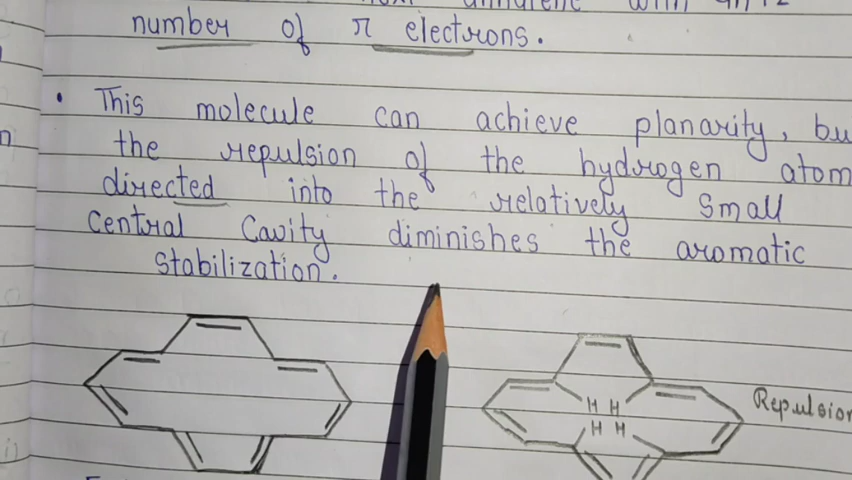 number of π electrons.
• This molecule can achieve planarity, bu
the repulsion of the hydrogen atom
directed into the relatively small
central cavity diminishes the aromatic
stabilization.
H H
H H
Repulsion